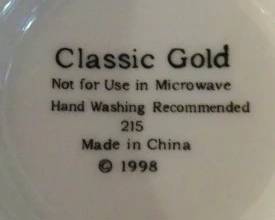 Classic Gold
Not for Use in Microwave
Hand Washing Recommended
215
Made in China
© 1998